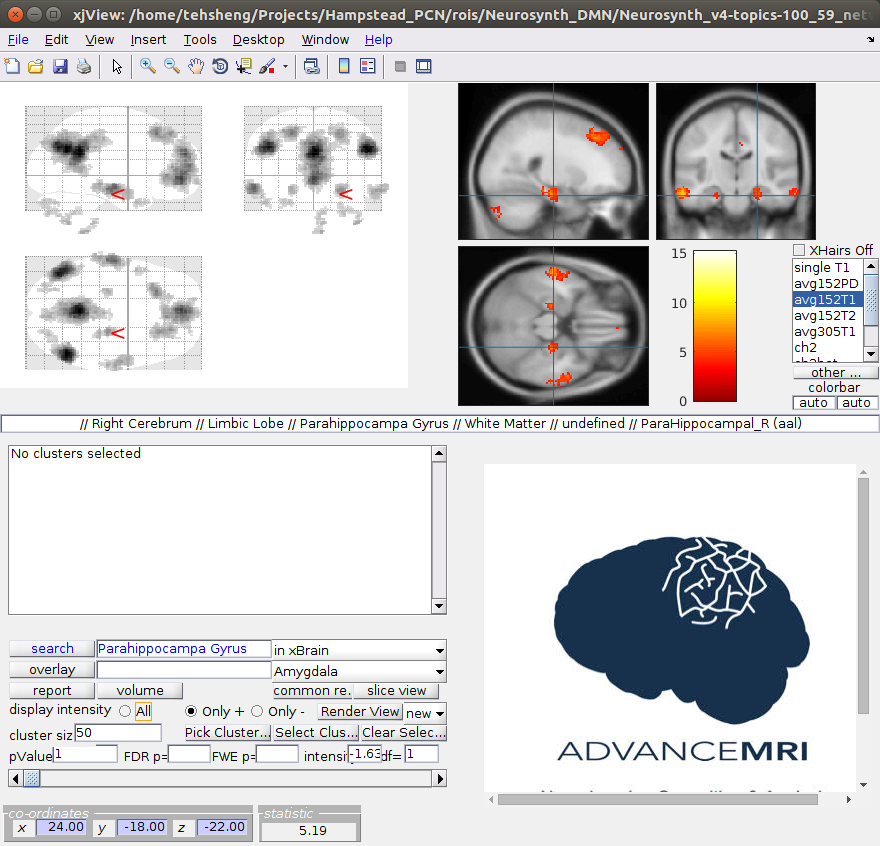 xjView: /home/tehsheng/Projects/Hampstead_PCN/rois/Neurosynth_DMN/Neurosynth_v4-topics-100_59_net
File Edit View Insert Tools Desktop Window Help
<
<
<
15
10
5
0
XHairs Off
single T1
avg152PD
avg152T1
avg152T2
avg305T1
ch2
other ...
colorbar
auto auto
// Right Cerebrum // Limbic Lobe // Parahippocampa Gyrus // White Matter // undefined // ParaHippocampal_R (aal)
No clusters selected
search Parahippocampa Gyrus in xBrain
overlay Amygdala
report volume common re. slice view
display intensity All Only + Only - Render View new
cluster siz 50 Pick Cluster... Select Clus... Clear Selec...
pValue 1 FDR p= FWE p= intensi -1.63 df= 1
ADVANCEMRI
co-ordinates statistic
x 24.00 y -18.00 z -22.00 5.19